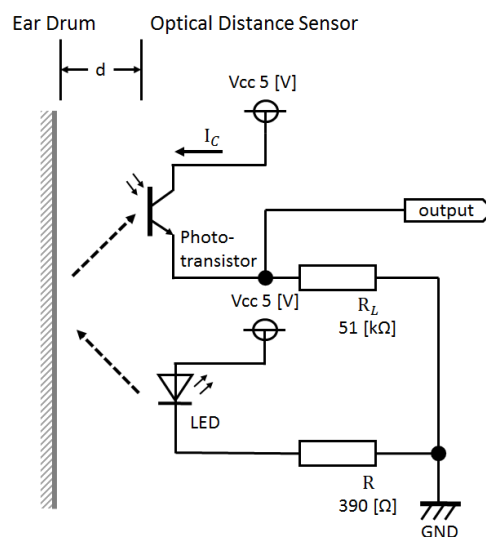 Ear Drum
Optical Distance Sensor
d
Vcc 5 [V]
I_C
output
Photo-
transistor
Vcc 5 [V]
R_L
51 [kΩ]
LED
R
390 [Ω]
GND